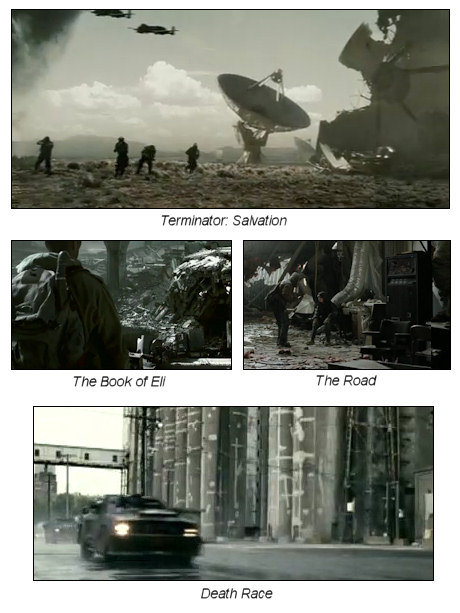 Terminator: Salvation
The Book of Eli
The Road
Death Race